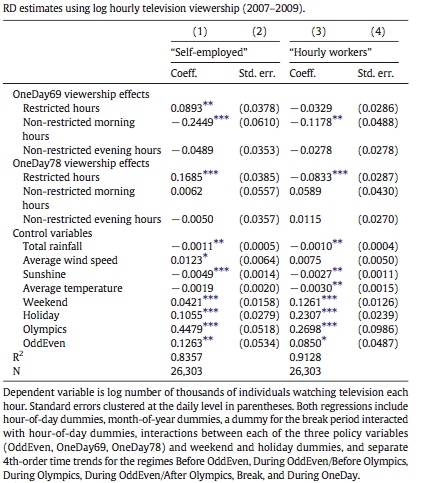 RD estimates using log hourly television viewership (2007–2009).
(1) (2) (3) (4)
“Self-employed” “Hourly workers”
Coeff. Std. err. Coeff. Std. err.
OneDay69 viewership effects
Restricted hours 0.0893** (0.0378) −0.0329 (0.0286)
Non-restricted morning −0.2449*** (0.0610) −0.1178** (0.0488)
hours
Non-restricted evening hours −0.0489 (0.0353) −0.0278 (0.0278)
OneDay78 viewership effects
Restricted hours 0.1685*** (0.0385) −0.0833*** (0.0287)
Non-restricted morning 0.0062 (0.0557) 0.0589 (0.0430)
hours
Non-restricted evening hours −0.0050 (0.0357) 0.0115 (0.0270)
Control variables
Total rainfall −0.0011** (0.0005) −0.0010** (0.0004)
Average wind speed 0.0123* (0.0064) 0.0075 (0.0050)
Sunshine −0.0049*** (0.0014) −0.0027** (0.0011)
Average temperature −0.0019 (0.0020) −0.0030** (0.0015)
Weekend 0.0421*** (0.0158) 0.1261*** (0.0126)
Holiday 0.1055*** (0.0279) 0.2307*** (0.0239)
Olympics 0.4479*** (0.0518) 0.2698*** (0.0986)
OddEven 0.1263** (0.0534) 0.0850* (0.0487)
R2 0.8357 0.9128
N 26,303 26,303
Dependent variable is log number of thousands of individuals watching television each
hour. Standard errors clustered at the daily level in parentheses. Both regressions include
hour-of-day dummies, month-of-year dummies, a dummy for the break period interacted
with hour-of-day dummies, interactions between each of the three policy variables
(OddEven, OneDay69, OneDay78) and weekend and holiday dummies, and separate
4th-order time trends for the regimes Before OddEven, During OddEven/Before Olympics,
During Olympics, During OddEven/After Olympics, Break, and During OneDay.